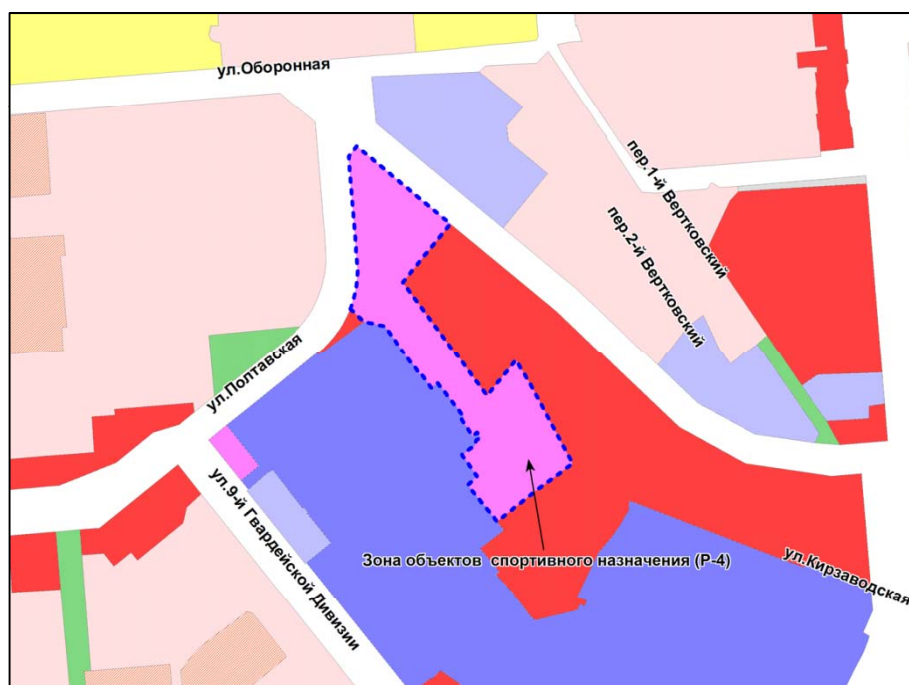 ул.Оборонная
пер.1-й Вертковский
пер.2-й Вертковский
ул.Полтавская
ул.9-й Гвардейской Дивизии
Зона объектов спортивного назначения (Р-4)
ул.Кирзаводская